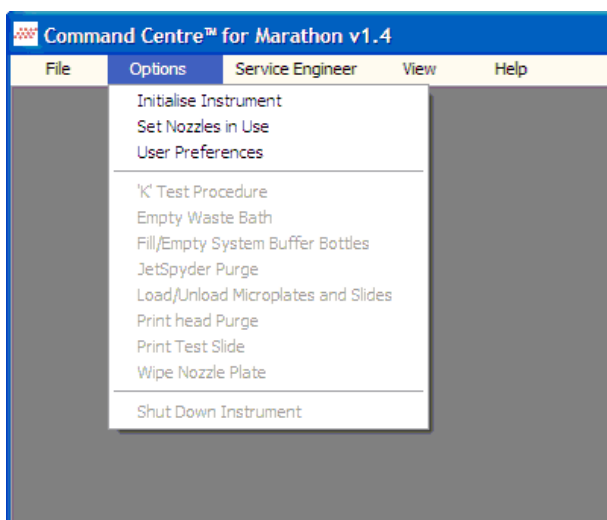 Command Centre™ for Marathon v1.4
File Options Service Engineer View Help
Initialise Instrument
Set Nozzles in Use
User Preferences
'K' Test Procedure
Empty Waste Bath
Fill/Empty System Buffer Bottles
JetSpyder Purge
Load/Unload Microplates and Slides
Print head Purge
Print Test Slide
Wipe Nozzle Plate
Shut Down Instrument